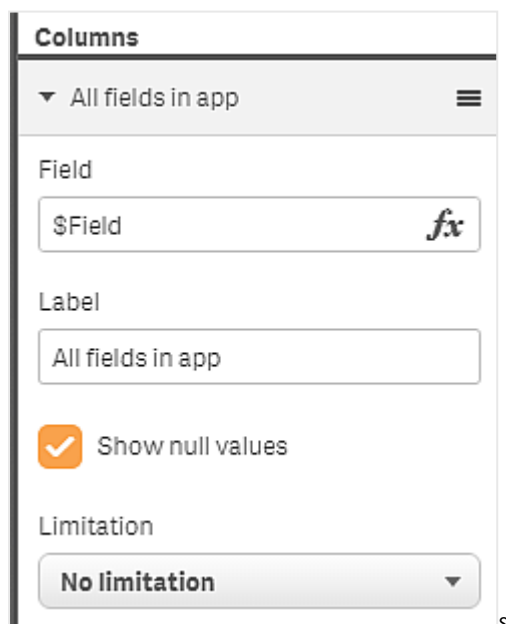 Columns
All fields in app
Field
$Field fx
Label
All fields in app
Show null values
Limitation
No limitation
s